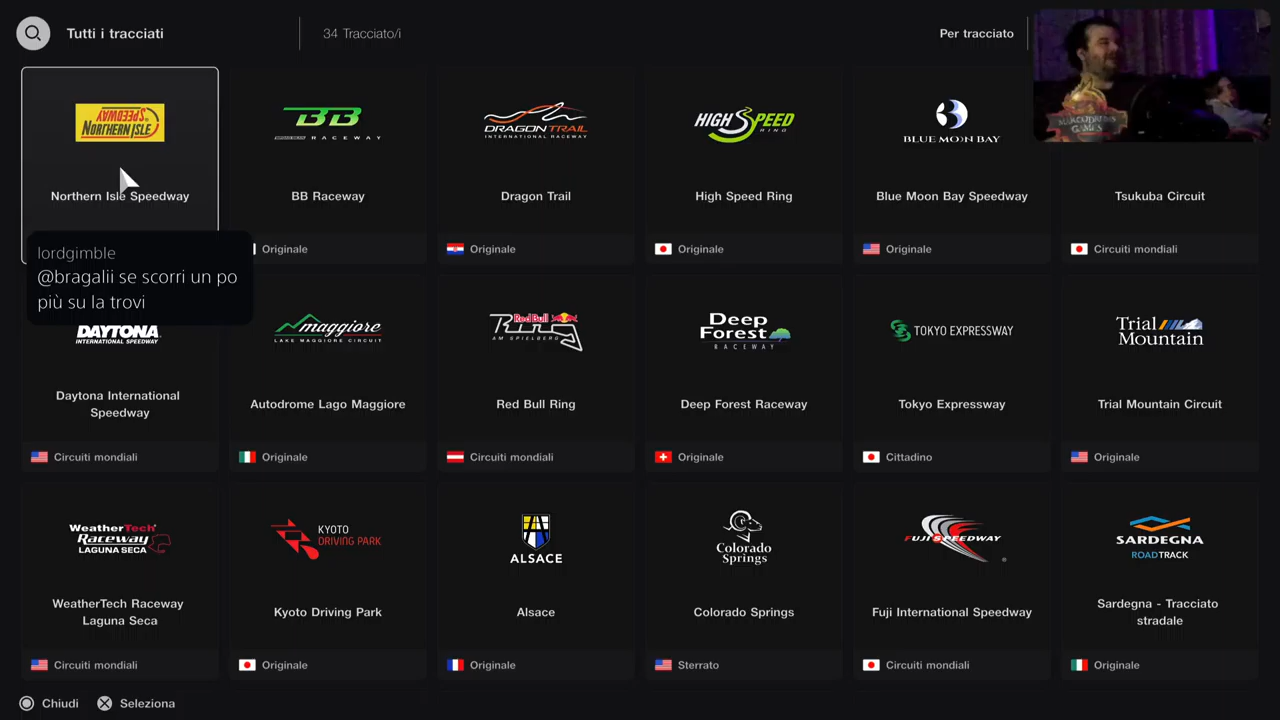 Tutti i tracciati
34 Tracciato/i
Per tracciato
NORTHERN ISLE
SPEEDWAY
Northern Isle Speedway
BB
RACEWAY
BB Raceway
Originale
DRAGON TRAIL
INTERNATIONAL RACEWAY
Dragon Trail
Originale
HIGH SPEED
RING
High Speed Ring
Originale
BLUE MOON BAY
Blue Moon Bay Speedway
Originale
Tsukuba Circuit
Circuiti mondiali
lordgimble
@bragalii se scorri un po
più su la trovi
MARCODREAMS
GAMES
DAYTONA
INTERNATIONAL SPEEDWAY
Daytona International
Speedway
Circuiti mondiali
maggiore
LAKE MAGGIORE CIRCUIT
Autodrome Lago Maggiore
Originale
Red Bull
Ring
AM SPIELBERG
Red Bull Ring
Circuiti mondiali
Deep
Forest
RACEWAY
Deep Forest Raceway
Originale
TOKYO EXPRESSWAY
Tokyo Expressway
Cittadino
Trial
Mountain
Trial Mountain Circuit
Originale
WeatherTech
Raceway
LAGUNA SECA
WeatherTech Raceway
Laguna Seca
Circuiti mondiali
KYOTO
DRIVING PARK
Kyoto Driving Park
Originale
ALSACE
Alsace
Originale
Colorado
Springs
Colorado Springs
Sterrato
FUJI SPEEDWAY
Fuji International Speedway
Circuiti mondiali
SARDEGNA
ROAD TRACK
Sardegna - Tracciato
stradale
Originale
Chiudi
Seleziona